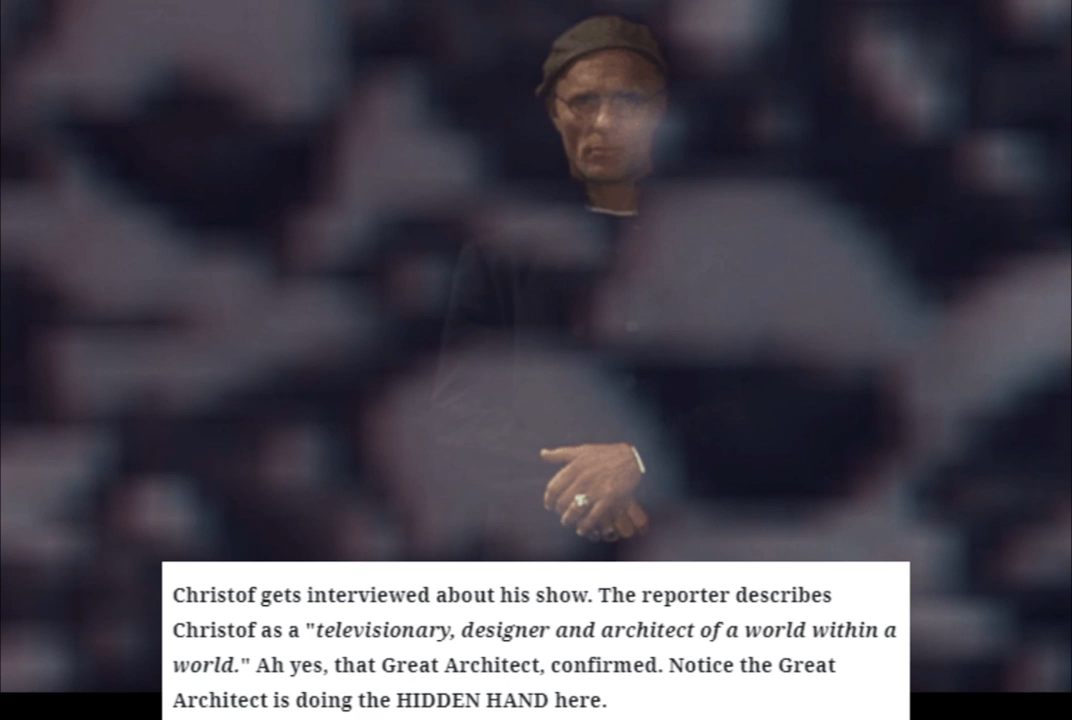 Christof gets interviewed about his show. The reporter describes
Christof as a "televisionary, designer and architect of a world within a
world." Ah yes, that Great Architect, confirmed. Notice the Great
Architect is doing the HIDDEN HAND here.